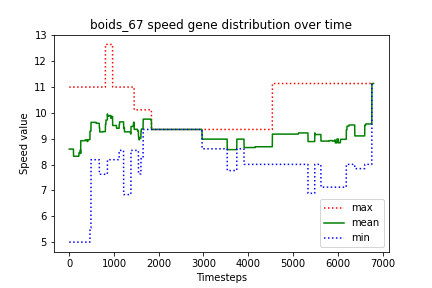 boids_67 speed gene distribution over time
Speed value
13
12
11
10
9
8
7
6
5
0 1000 2000 3000 4000 5000 6000 7000
Timesteps
max
mean
min